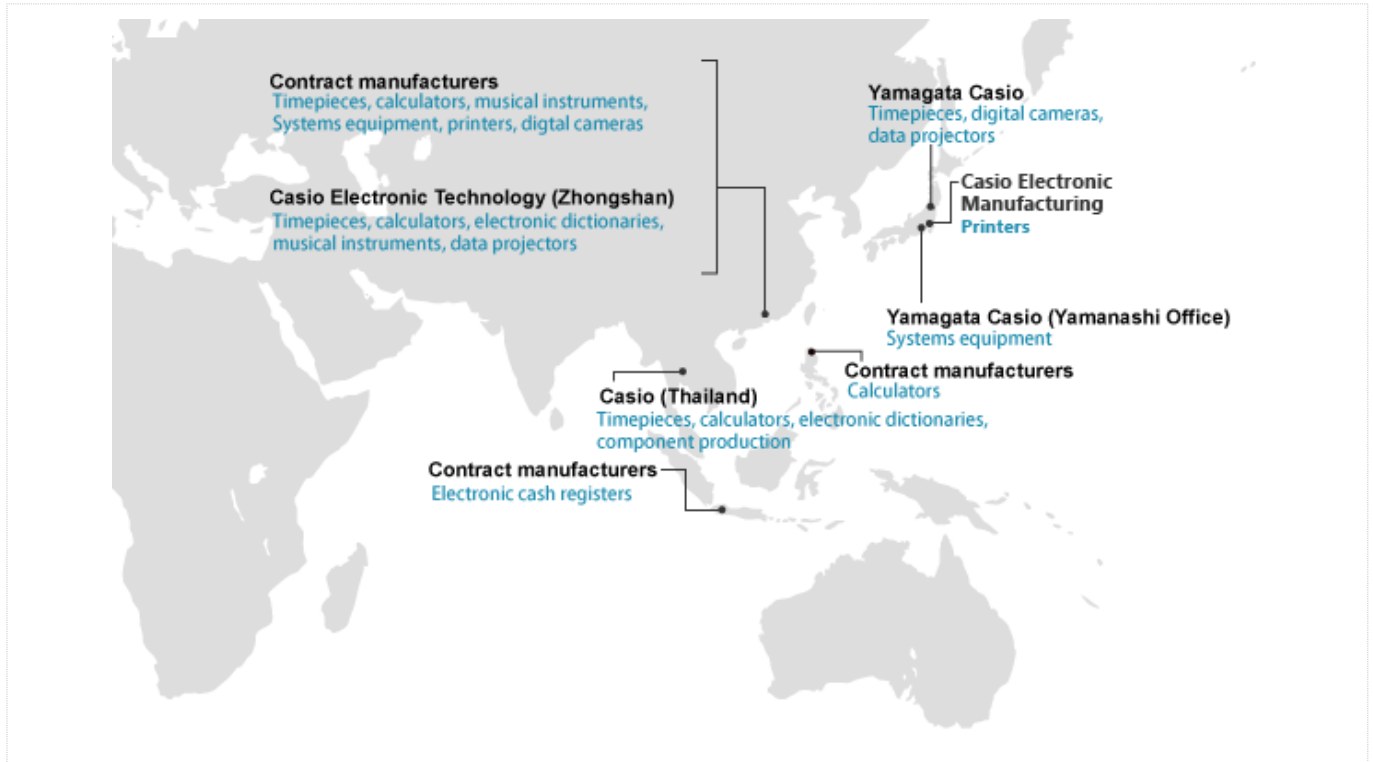 Contract manufacturers
Timepieces, calculators, musical instruments,
Systems equipment, printers, digtal cameras
Casio Electronic Technology (Zhongshan)
Timepieces, calculators, electronic dictionaries,
musical instruments, data projectors
Yamagata Casio
Timepieces, digital cameras,
data projectors
Casio Electronic
Manufacturing
Printers
Yamagata Casio (Yamanashi Office)
Systems equipment
Contract manufacturers
Calculators
Casio (Thailand)
Timepieces, calculators, electronic dictionaries,
component production
Contract manufacturers
Electronic cash registers